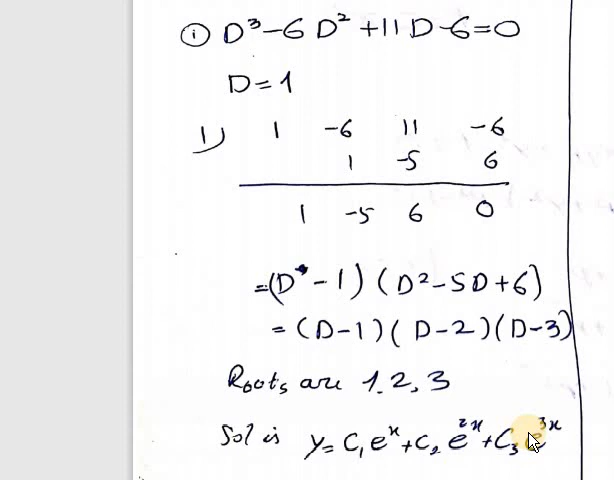 ① D³-6D²+11D-6=0
D=1
1) 1 -6 11 -6
1 -5 6
1 -5 6 0
=(D-1)(D²-5D+6)
=(D-1)(D-2)(D-3)
Roots are 1,2,3
Sol is y=C₁eˣ+C₂e²ˣ+C₃e³ˣ